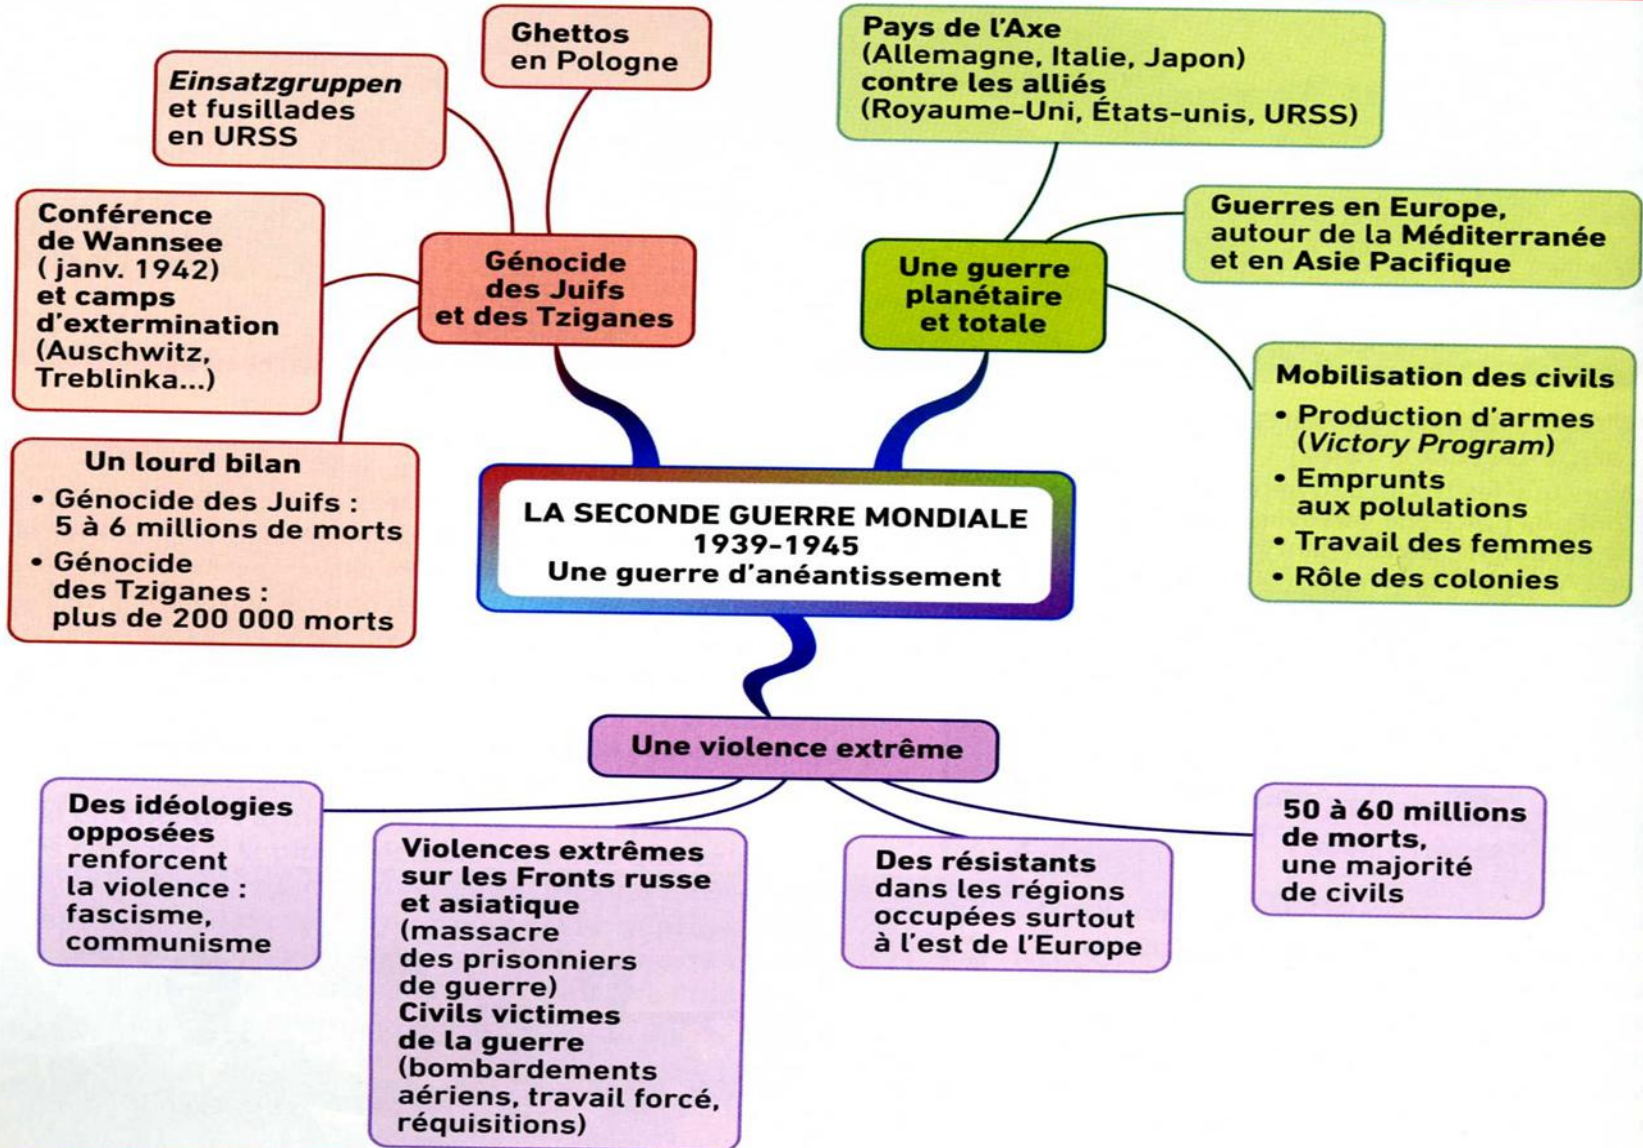 Ghettos
en Pologne
Einsatzgruppen
et fusillades
en URSS
Conférence
de Wannsee
( janv. 1942)
et camps
d'extermination
(Auschwitz,
Treblinka...)
Génocide
des Juifs
et des Tziganes
Un lourd bilan
• Génocide des Juifs :
5 à 6 millions de morts
• Génocide
des Tziganes :
plus de 200 000 morts
Pays de l'Axe
(Allemagne, Italie, Japon)
contre les alliés
(Royaume-Uni, États-unis, URSS)
Une guerre
planétaire
et totale
Guerres en Europe,
autour de la Méditerranée
et en Asie Pacifique
Mobilisation des civils
• Production d'armes
(Victory Program)
• Emprunts
aux polulations
• Travail des femmes
• Rôle des colonies
LA SECONDE GUERRE MONDIALE
1939-1945
Une guerre d'anéantissement
Une violence extrême
Des idéologies
opposées
renforcent
la violence :
fascisme,
communisme
Violences extrêmes
sur les Fronts russe
et asiatique
(massacre
des prisonniers
de guerre)
Civils victimes
de la guerre
(bombardements
aériens, travail forcé,
réquisitions)
Des résistants
dans les régions
occupées surtout
à l'est de l'Europe
50 à 60 millions
de morts,
une majorité
de civils